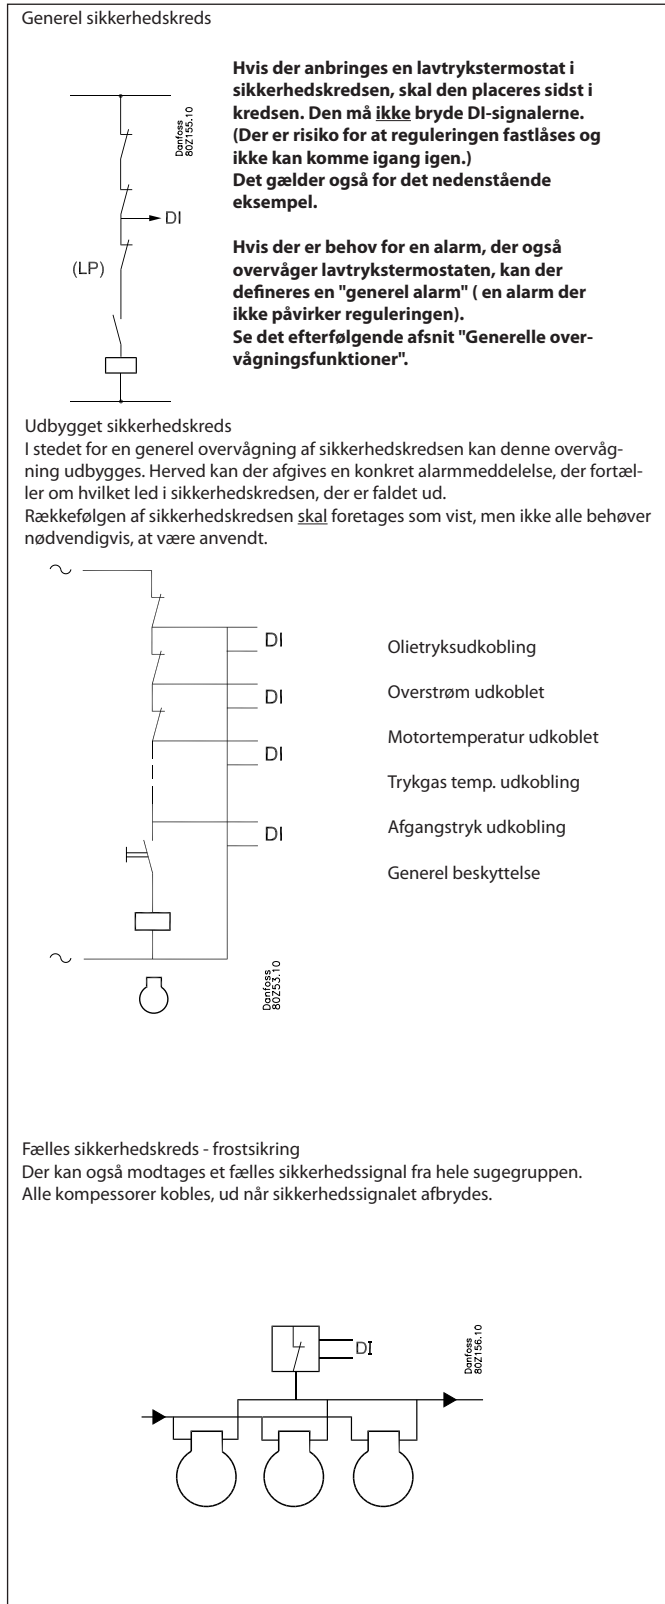 Generel sikkerhedskreds
Hvis der anbringes en lavtrykstermostat i
sikkerhedskredsen, skal den placeres sidst i
kredsen. Den må ikke bryde DI-signalerne.
(Der er risiko for at reguleringen fastlåses og
ikke kan komme igang igen.)
Det gælder også for det nedenstående
eksempel.
Danfoss
80Z155.10
DI
(LP)
Hvis der er behov for en alarm, der også
overvåger lavtrykstermostaten, kan der
defineres en "generel alarm" ( en alarm der
ikke påvirker reguleringen).
Se det efterfølgende afsnit "Generelle over-
vågningsfunktioner".
Udbygget sikkerhedskreds
I stedet for en generel overvågning af sikkerhedskredsen kan denne overvåg-
ning udbygges. Herved kan der afgives en konkret alarmmeddelelse, der fortæl-
ler om hvilket led i sikkerhedskredsen, der er faldet ud.
Rækkefølgen af sikkerhedskredsen skal foretages som vist, men ikke alle behøver
nødvendigvis, at være anvendt.
DI
Olietryksudkobling
DI
Overstrøm udkoblet
DI
Motortemperatur udkoblet
Trykgas temp. udkobling
DI
Afgangstryk udkobling
Generel beskyttelse
Danfoss
80Z53.10
Fælles sikkerhedskreds - frostsikring
Der kan også modtages et fælles sikkerhedssignal fra hele sugegruppen.
Alle kompessorer kobles, ud når sikkerhedssignalet afbrydes.
DI
Danfoss
80Z156.10